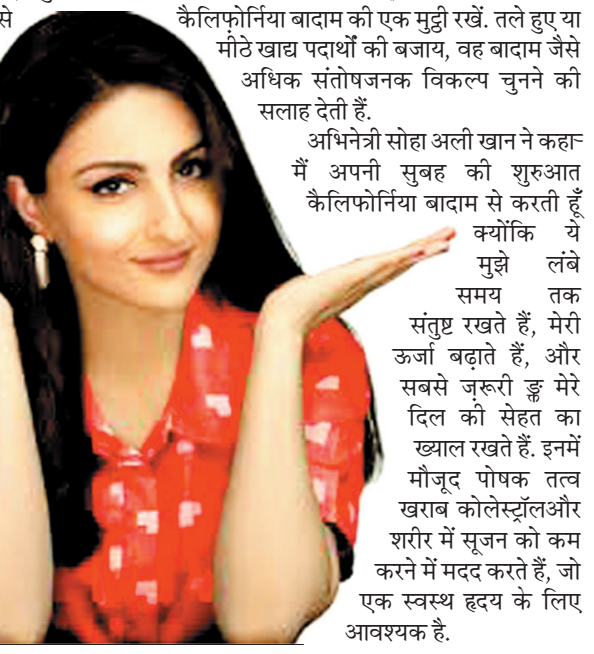 से
कैलिफोर्निया बादाम की एक मुट्ठी रखें. तले हुए या
मीठे खाद्य पदार्थों की बजाय, वह बादाम जैसे
अधिक संतोषजनक विकल्प चुनने की
सलाह देती हैं.
अभिनेत्री सोहा अली खान ने कहा-
मैं अपनी सुबह की शुरुआत
कैलिफोर्निया बादाम से करती हूँ
क्योंकि ये
मुझे लंबे
समय तक
संतुष्ट रखते हैं, मेरी
ऊर्जा बढ़ाते हैं, और
सबसे ज़रूरी ङ्क मेरे
दिल की सेहत का
ख्याल रखते हैं. इनमें
मौजूद पोषक तत्व
खराब कोलेस्ट्रॉलऔर
शरीर में सूजन को कम
करने में मदद करते हैं, जो
एक स्वस्थ हृदय के लिए
आवश्यक है.